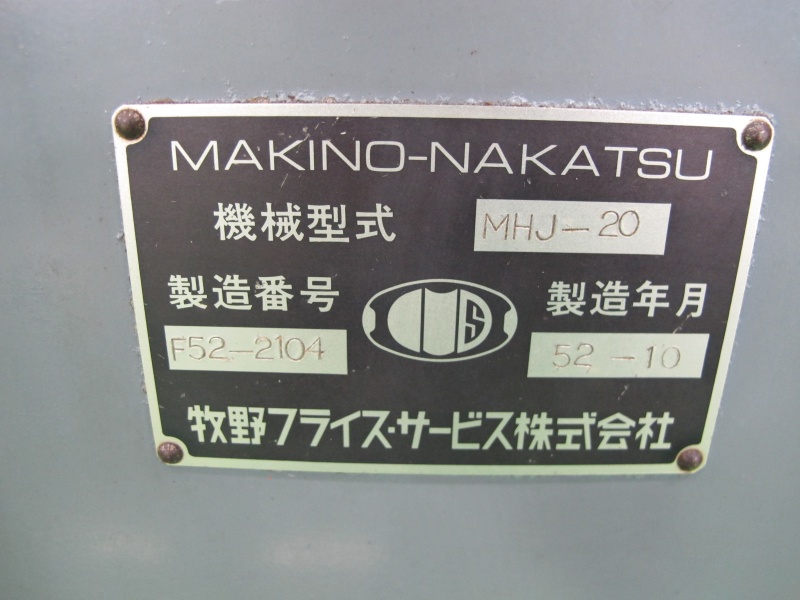 MAKINO-NAKATSU
機械型式 MHJ-20
製造番号 製造年月
F52-2104 52-10
牧野フライス・サービス株式会社